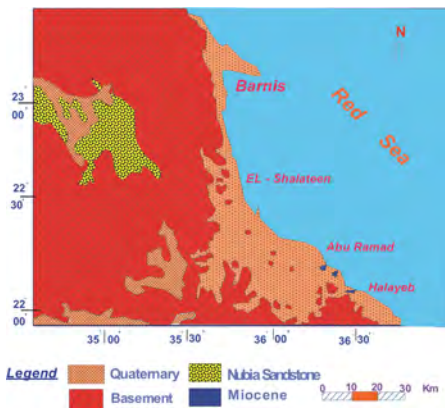 N
Barnis
Red Sea
23
00
EL - Shalateen
22
30
Abu Ramad
Halayeb
22
00
35 00 35 30 36 00 36 30
Legend Quaternary Nubia Sandstone Km
Basement Miocene 0 10 20 30